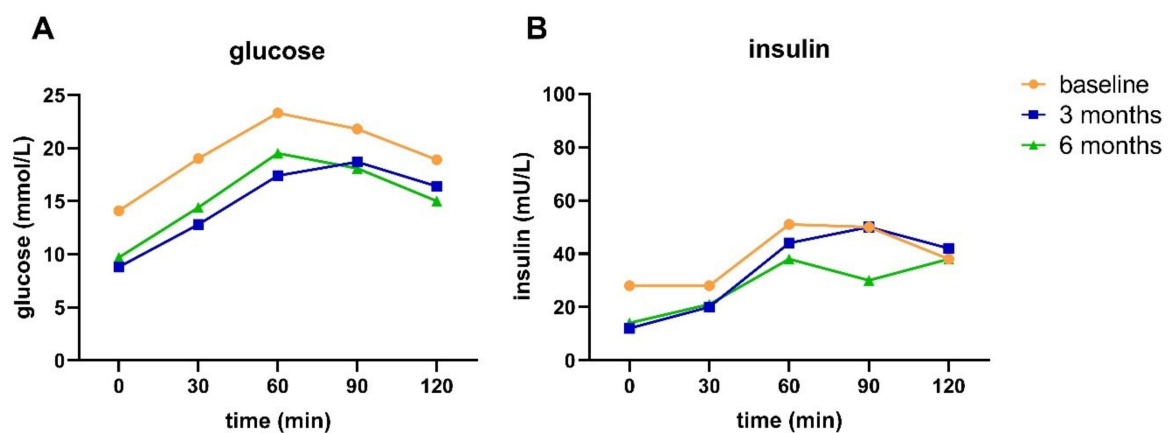 A
glucose
glucose (mmol/L)
25
20
15
10
5
0
0 30 60 90 120
time (min)
B
insulin
insulin (mU/L)
100
80
60
40
20
0
0 30 60 90 120
time (min)
baseline
3 months
6 months